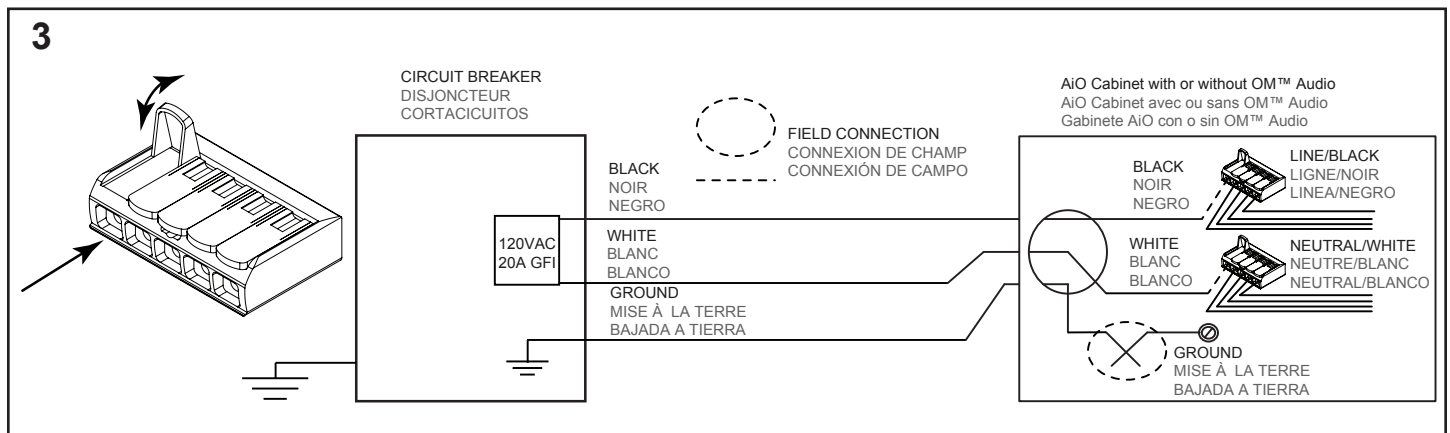 3
CIRCUIT BREAKER
DISJONCTEUR
CORTACICUITOS
120VAC
20A GFI
FIELD CONNECTION
CONNEXION DE CHAMP
CONNEXIÓN DE CAMPO
BLACK
NOIR
NEGRO
WHITE
BLANC
BLANCO
GROUND
MISE À LA TERRE
BAJADA A TIERRA
AiO Cabinet with or without OM™ Audio
AiO Cabinet avec ou sans OM™ Audio
Gabinete AiO con o sin OM™ Audio
BLACK
NOIR
NEGRO
LINE/BLACK
LIGNE/NOIR
LINEA/NEGRO
WHITE
BLANC
BLANCO
NEUTRAL/WHITE
NEUTRE/BLANC
NEUTRAL/BLANCO
GROUND
MISE À LA TERRE
BAJADA A TIERRA